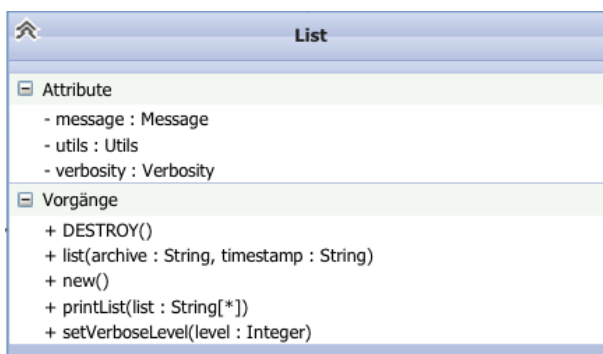 List
Attribute
- message : Message
- utils : Utils
- verbosity : Verbosity
Vorgänge
+ DESTROY()
+ list(archive : String, timestamp : String)
+ new()
+ printList(list : String[*])
+ setVerboseLevel(level : Integer)